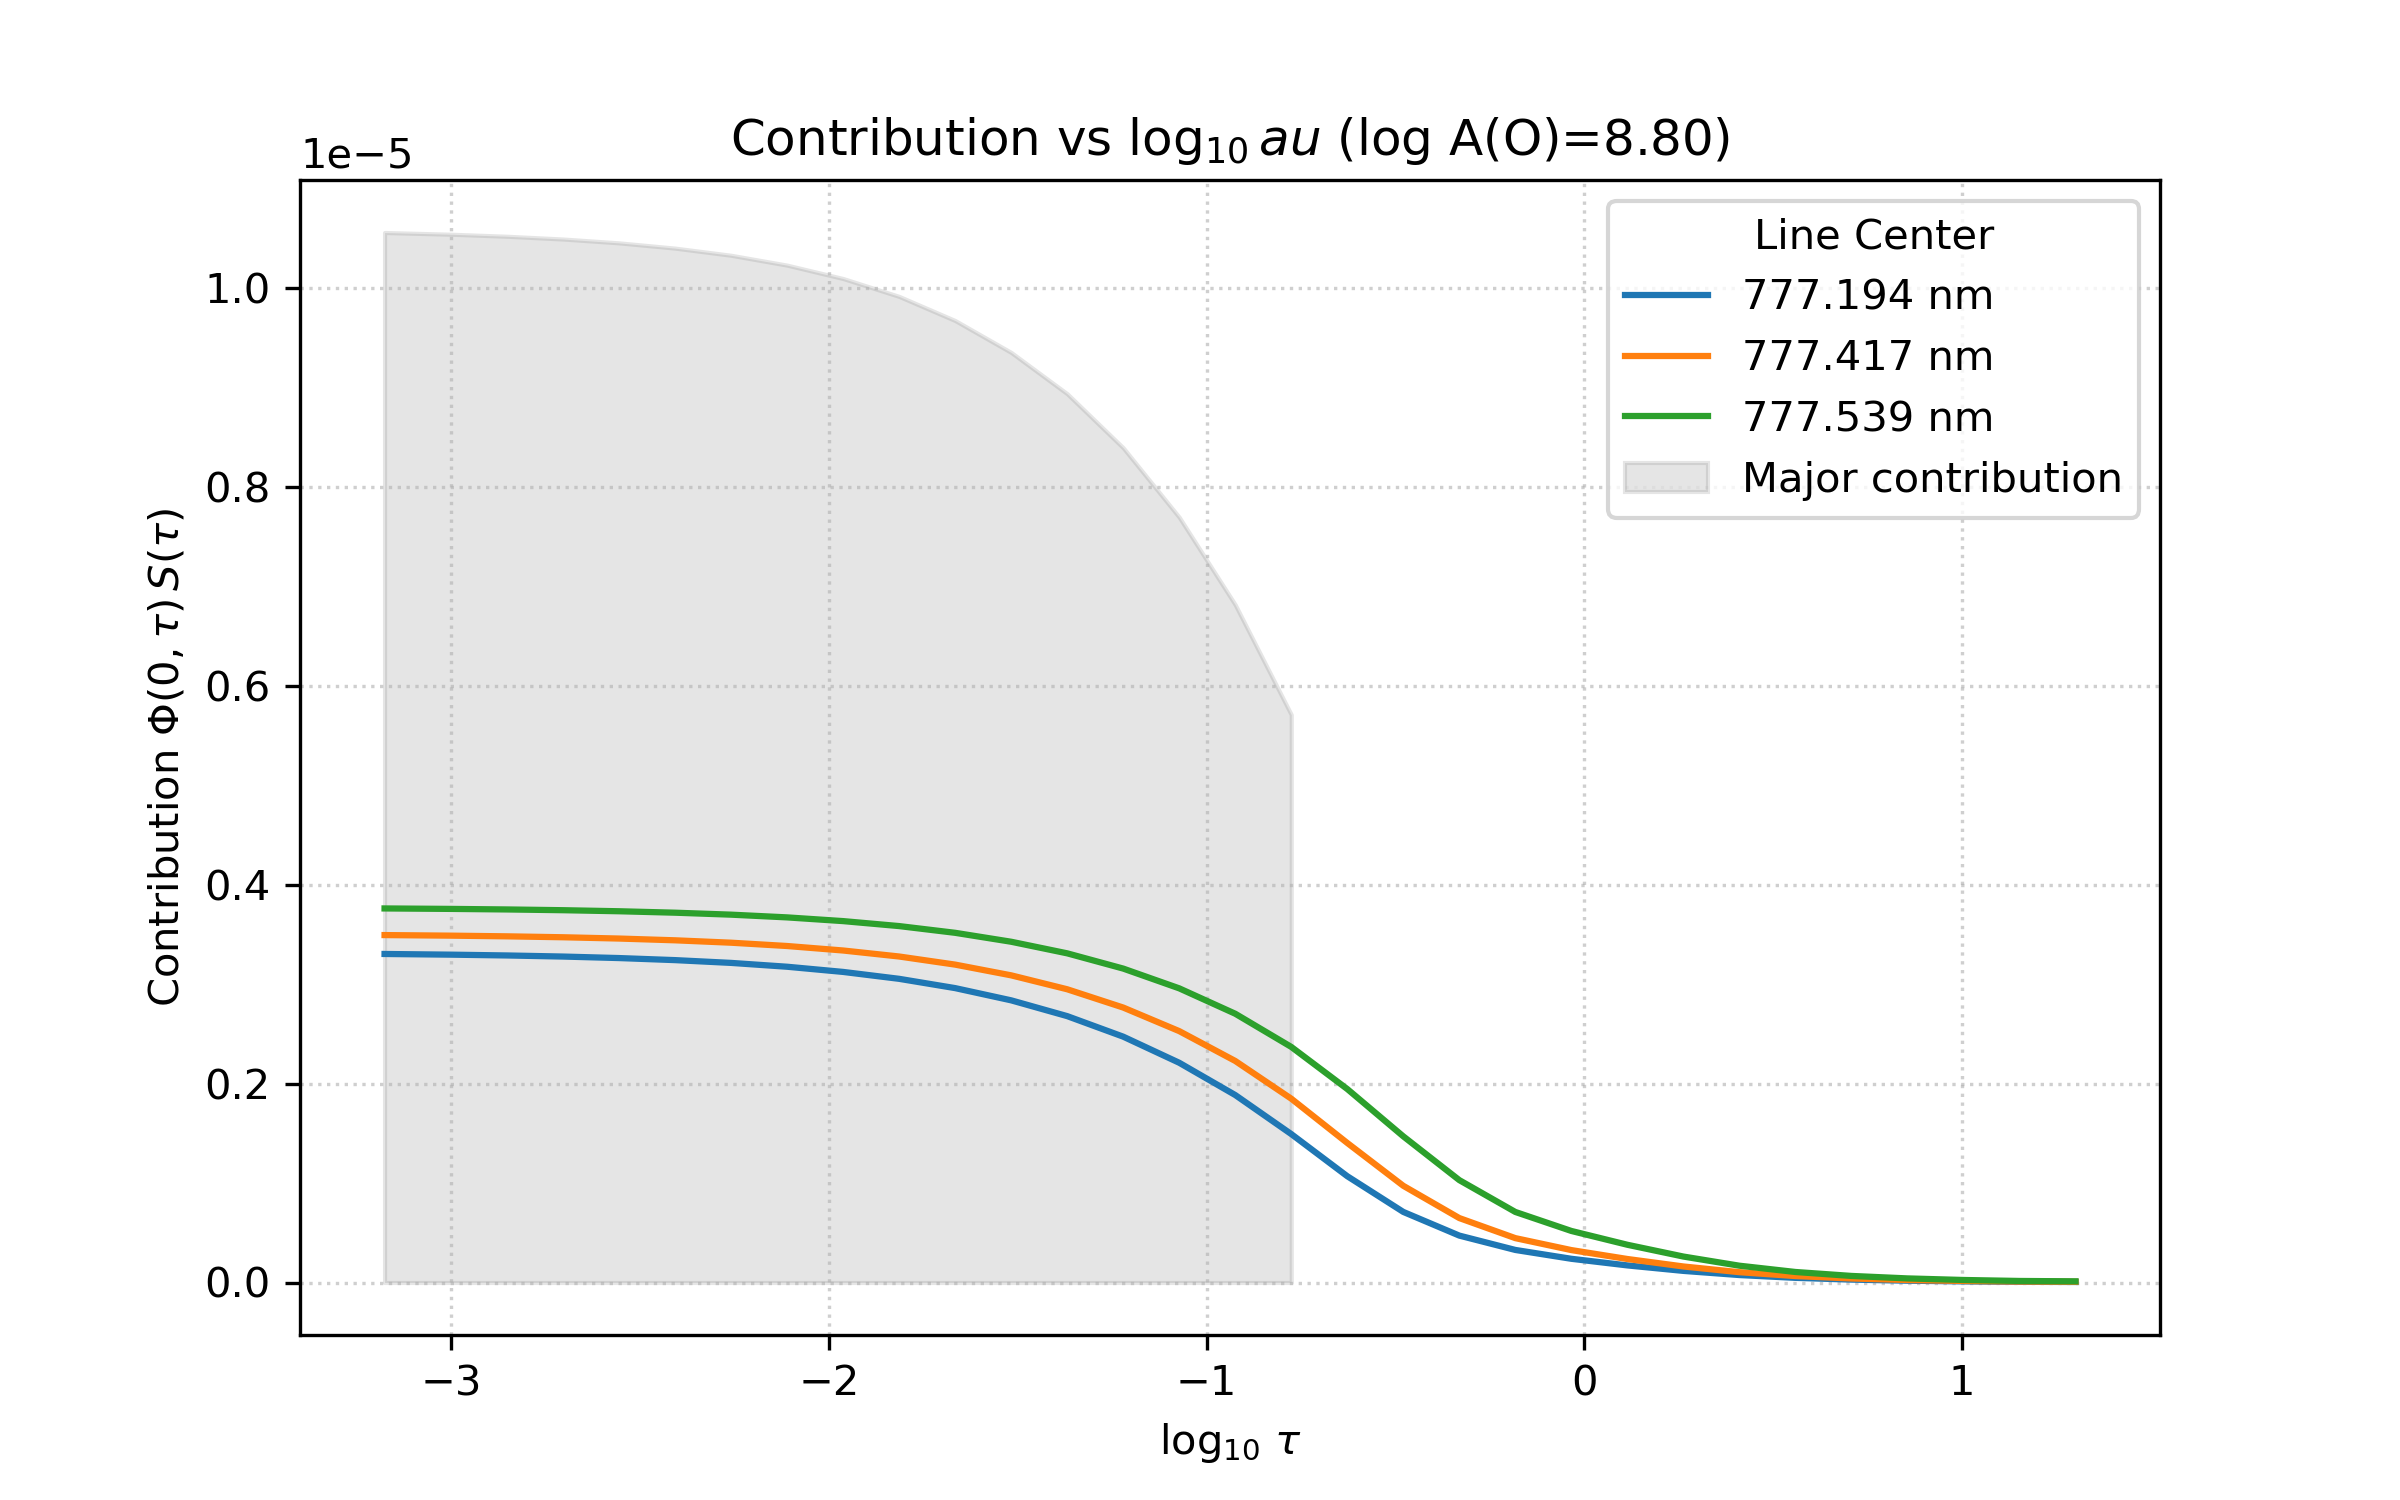 Contribution vs log₁₀ au (log A(O)=8.80)
1e−5
Line Center
777.194 nm
777.417 nm
777.539 nm
Major contribution
1.0
0.8
0.6
0.4
0.2
0.0
Contribution Φ(0, τ) S(τ)
−3
−2
−1
0
1
log₁₀ τ